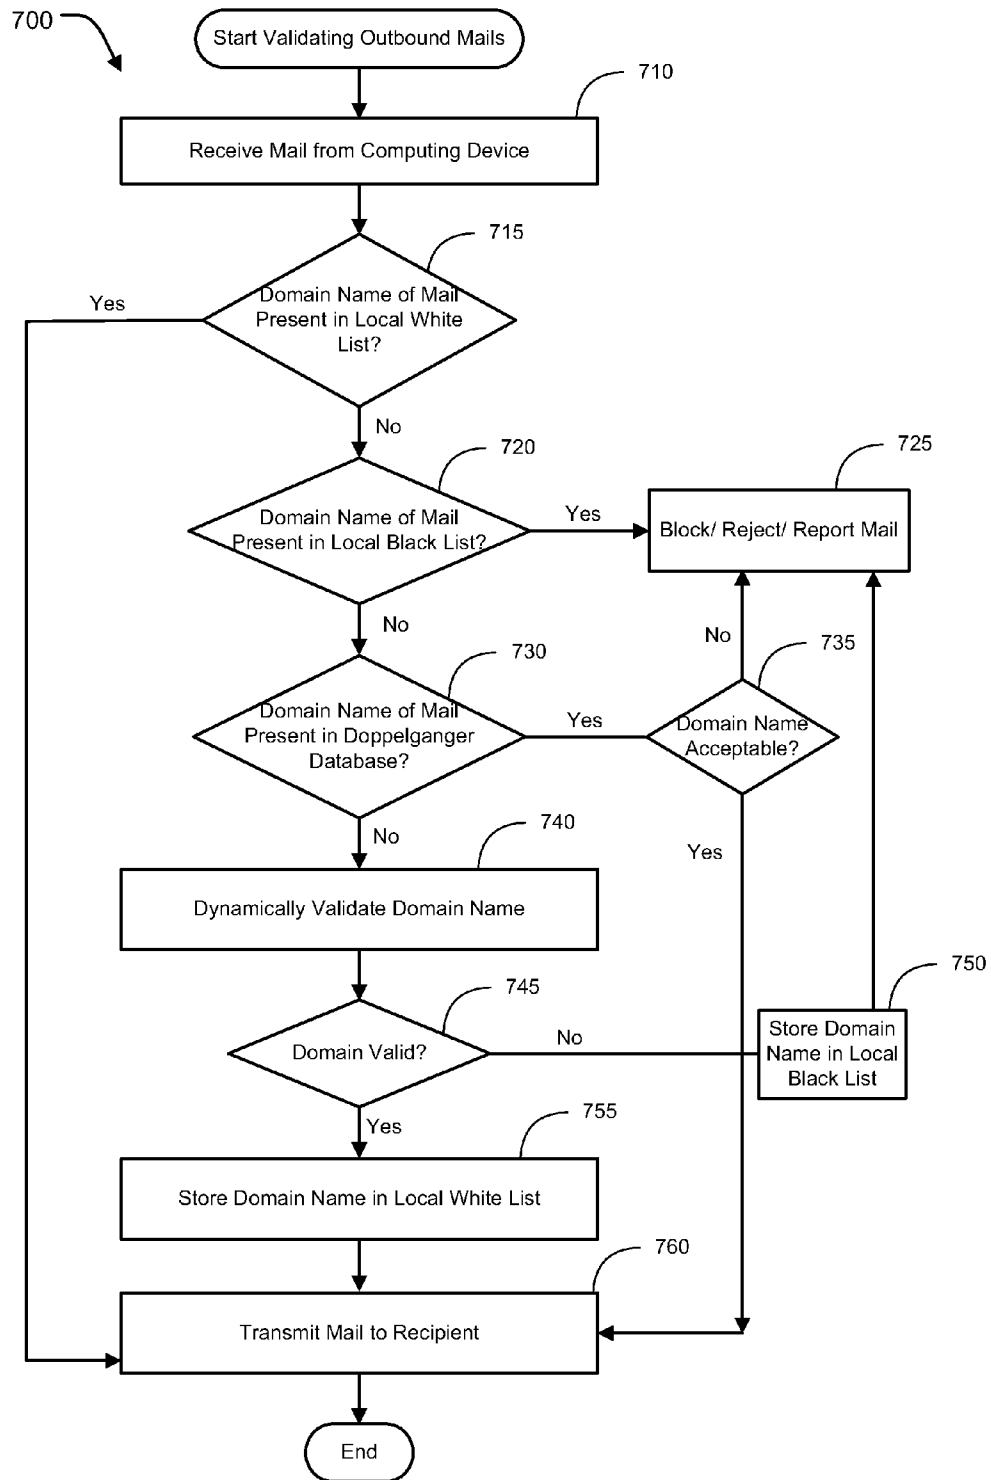 700
Start Validating Outbound Mails
710
Receive Mail from Computing Device
715
Domain Name of Mail
Present in Local White
List?
Yes
No
720
Domain Name of Mail
Present in Local Black List?
Yes
725
Block/ Reject/ Report Mail
No
730
Domain Name of Mail
Present in Doppelganger
Database?
Yes
No
735
Domain Name
Acceptable?
No
Yes
740
Dynamically Validate Domain Name
745
Domain Valid?
No
750
Store Domain
Name in Local
Black List
Yes
755
Store Domain Name in Local White List
760
Transmit Mail to Recipient
End